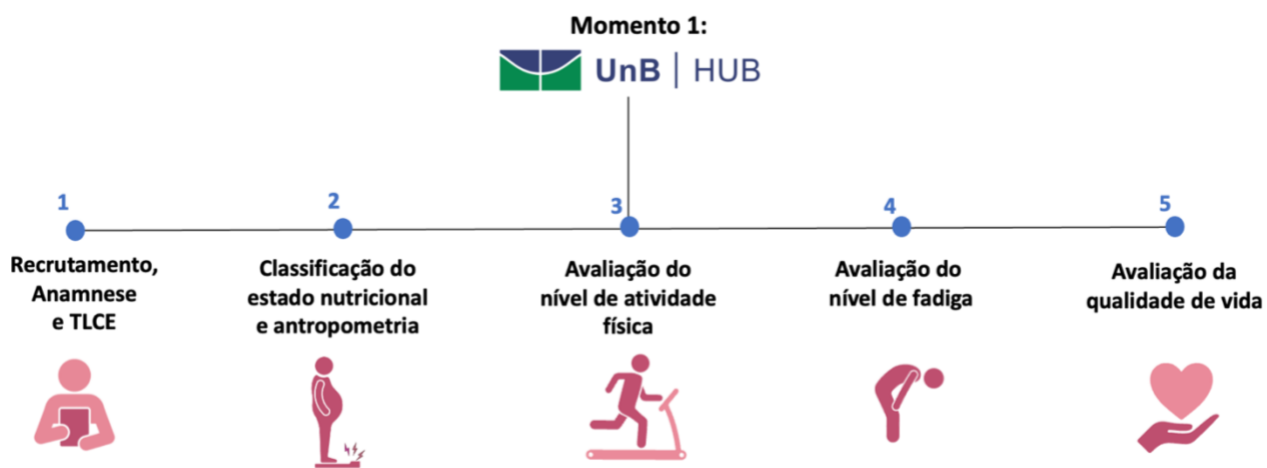 Momento 1:
UnB | HUB
1
2
3
4
5
Recrutamento,
Anamnese
e TLCE
Classificação do
estado nutricional
e antropometria
Avaliação do
nível de atividade
física
Avaliação do
nível de fadiga
Avaliação da
qualidade de vida